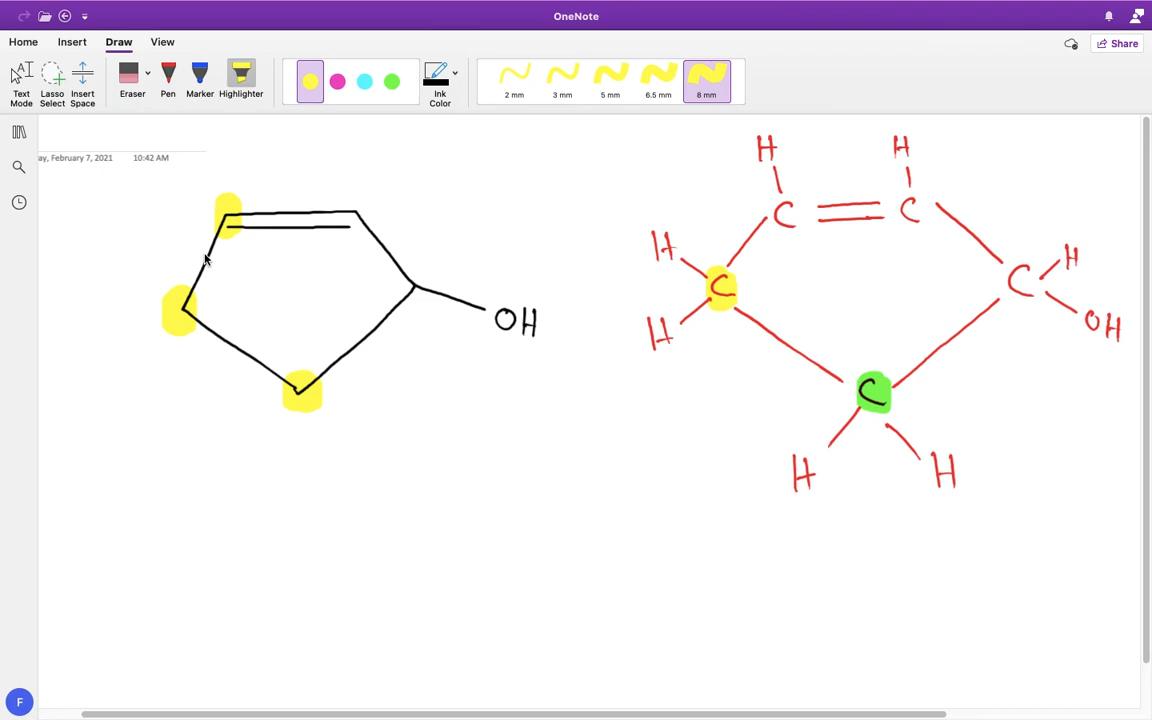 OneNote
Home Insert Draw View
Share
Text Mode
Lasso Select
Insert Space
Eraser
Pen
Marker
Highlighter
Ink Color
2 mm
3 mm
5 mm
6.5 mm
8 mm
ay, February 7, 2021 10:42 AM
OH
H H
C C
H
C
H
C H
OH
C
H H
F